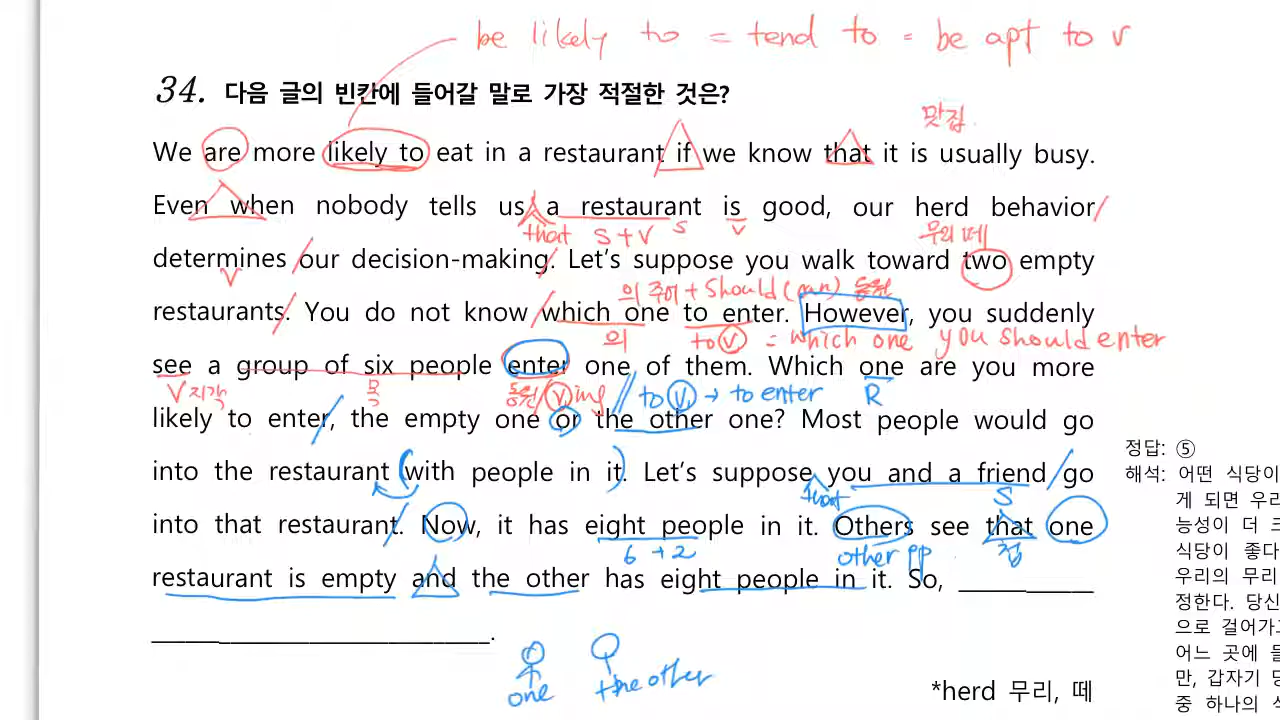 be likely to = tend to = be apt to v
34. 다음 글의 빈칸에 들어갈 말로 가장 적절한 것은?
맛집
We are more likely to eat in a restaurant if we know that it is usually busy.
Even when nobody tells us a restaurant is good, our herd behavior
that S+V S V 무리 떼
determines our decision-making. Let's suppose you walk toward two empty
V
의 주어 + should(can) 동원
restaurants. You do not know which one to enter. However, you suddenly
의 to V = which one you should enter
see a group of six people enter one of them. Which one are you more
V지각 목 동원/Ving // to V → to enter R
likely to enter, the empty one or the other one? Most people would go
into the restaurant (with people in it). Let's suppose you and a friend go
that S
into that restaurant. Now, it has eight people in it. Others see that one
6 +2 other pp 접
restaurant is empty and the other has eight people in it. So, ___________
____________________________.
one the other
*herd 무리, 떼
정답: ⑤
해석: 어떤 식당이
게 되면 우리
능성이 더 크
식당이 좋다
우리의 무리
정한다. 당신
으로 걸어가고
어느 곳에 들
만, 갑자기 당
중 하나의 식